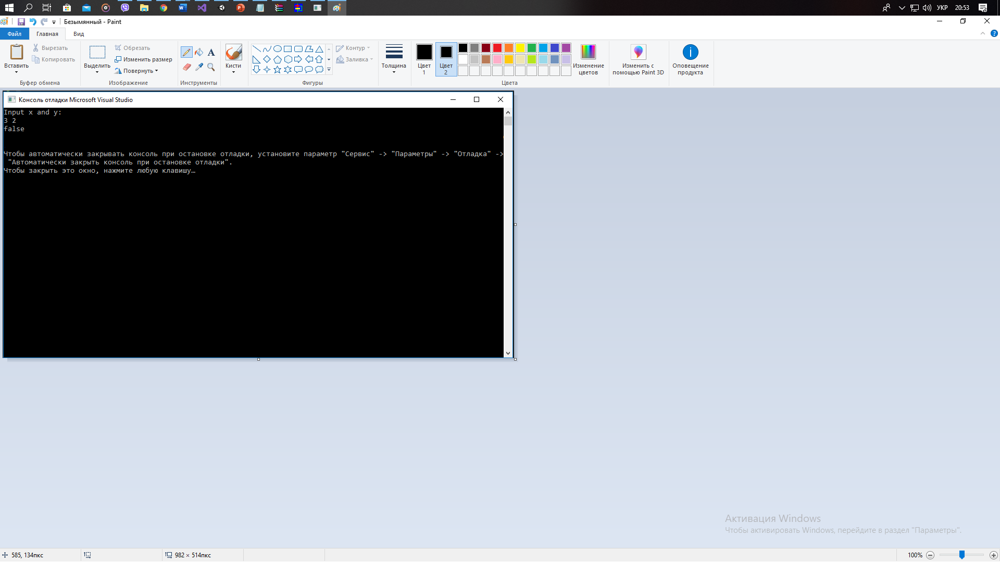 УКР 20:53
Безымянный - Paint
Файл Главная Вид
Вставить
Вырезать
Копировать
Буфер обмена
Выделить
Обрезать
Изменить размер
Повернуть
Изображение
A
Инструменты
Кисти
Контур
Заливка
Фигуры
Толщина
Цвет
1
Цвет
2
Изменение
цветов
Цвета
Изменить с
помощью Paint 3D
Оповещение
продукта
Консоль отладки Microsoft Visual Studio
Input x and y:
3 2
false
Чтобы автоматически закрывать консоль при остановке отладки, установите параметр "Сервис" -> "Параметры" -> "Отладка" ->
"Автоматически закрыть консоль при остановке отладки".
Чтобы закрыть это окно, нажмите любую клавишу…
Активация Windows
Чтобы активировать Windows, перейдите в раздел "Параметры".
585, 134пкс
982 × 514пкс
100%